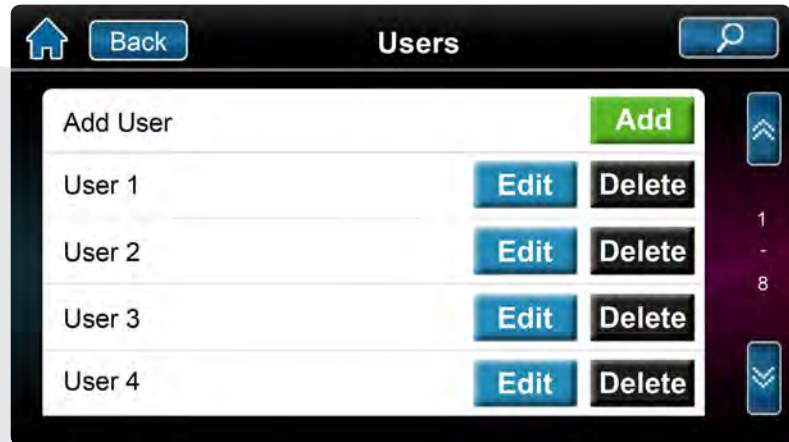 Back Users
Add User Add
User 1 Edit Delete
User 2 Edit Delete
User 3 Edit Delete
User 4 Edit Delete
1
-
8